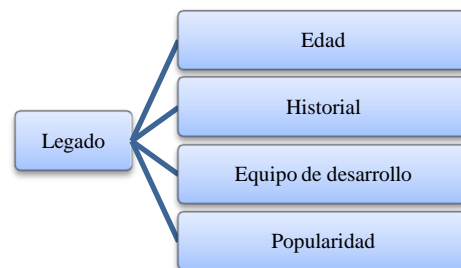 Edad
Historial
Legado
Equipo de desarrollo
Popularidad